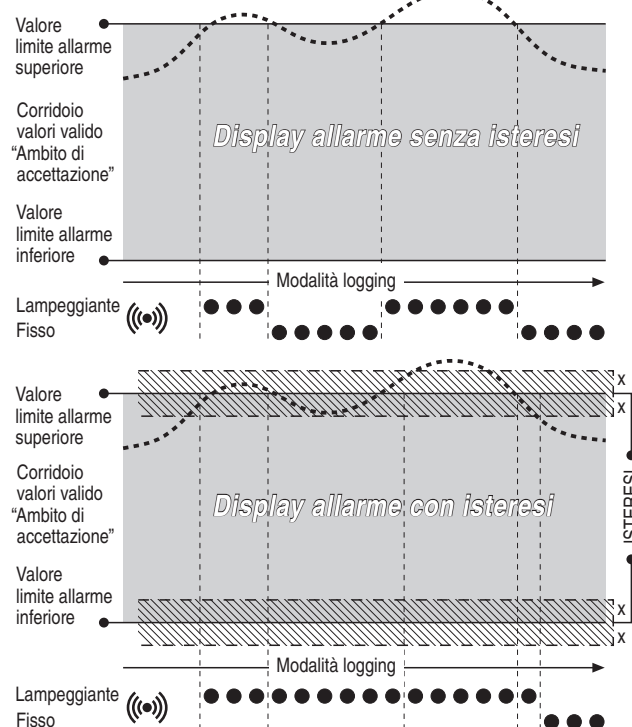 Valore
limite allarme
superiore
Corridoio
valori valido
“Ambito di
accettazione”
Display allarme senza isteresi
Valore
limite allarme
inferiore
Modalità logging
Lampeggiante
Fisso
x
Valore
limite allarme
superiore
x
Corridoio
valori valido
“Ambito di
accettazione”
Display allarme con isteresi
ISTERESI
Valore
limite allarme
inferiore
x
x
Modalità logging
Lampeggiante
Fisso